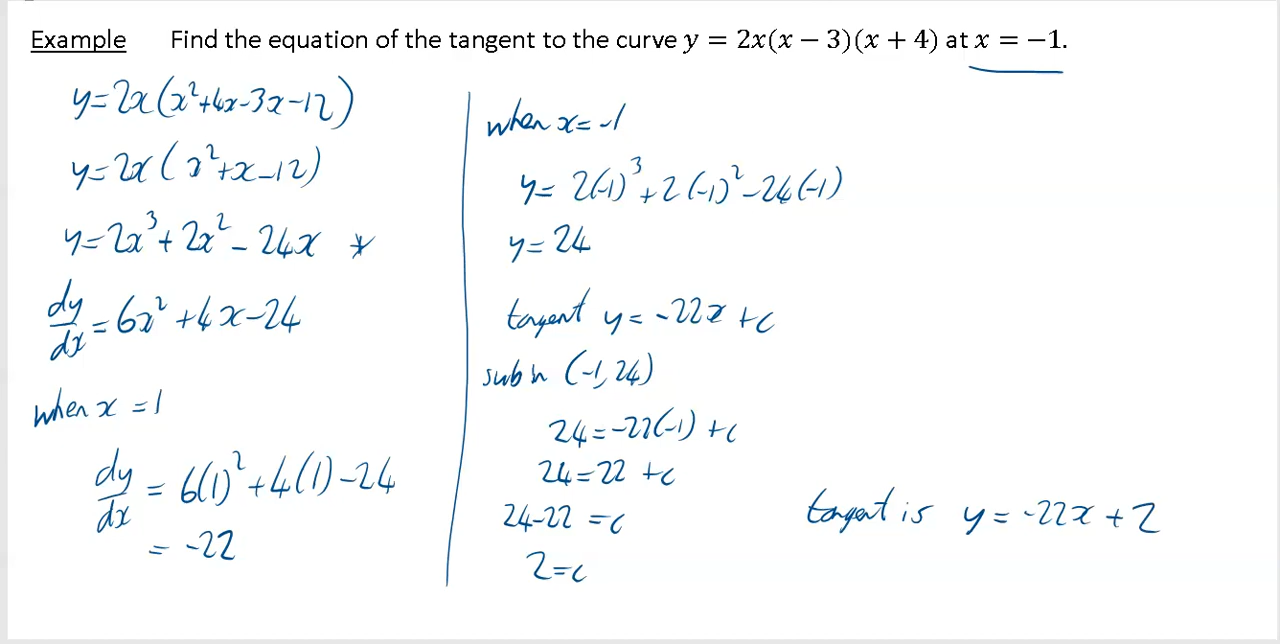 Example Find the equation of the tangent to the curve y = 2x(x − 3)(x + 4) at x = −1.
y=2x(x²+4x-3x-12)
y=2x(x²+x-12)
y=2x³+2x²-24x *
dy/dx=6x²+4x-24
when x=1
dy/dx=6(1)²+4(1)-24
=-22
when x=-1
y=2(-1)³+2(-1)²-24(-1)
y=24
tangent y=-22x+c
sub in (-1,24)
24=-22(-1)+c
24=22+c
24-22=c
2=c
tangent is y=-22x+2